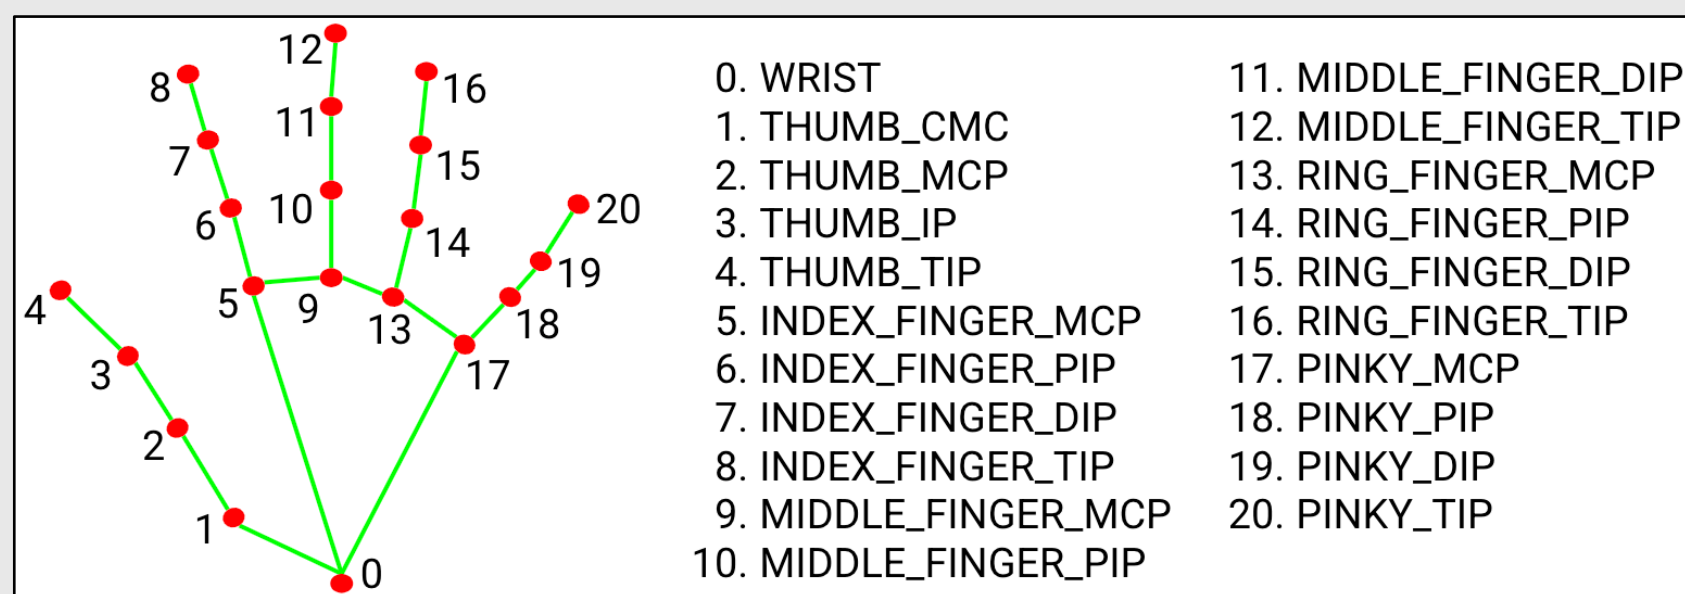 12
8
16
11
7
15
10
6
14
20
19
4
5
9
13
18
3
17
2
1
0
0. WRIST
1. THUMB_CMC
2. THUMB_MCP
3. THUMB_IP
4. THUMB_TIP
5. INDEX_FINGER_MCP
6. INDEX_FINGER_PIP
7. INDEX_FINGER_DIP
8. INDEX_FINGER_TIP
9. MIDDLE_FINGER_MCP
10. MIDDLE_FINGER_PIP
11. MIDDLE_FINGER_DIP
12. MIDDLE_FINGER_TIP
13. RING_FINGER_MCP
14. RING_FINGER_PIP
15. RING_FINGER_DIP
16. RING_FINGER_TIP
17. PINKY_MCP
18. PINKY_PIP
19. PINKY_DIP
20. PINKY_TIP